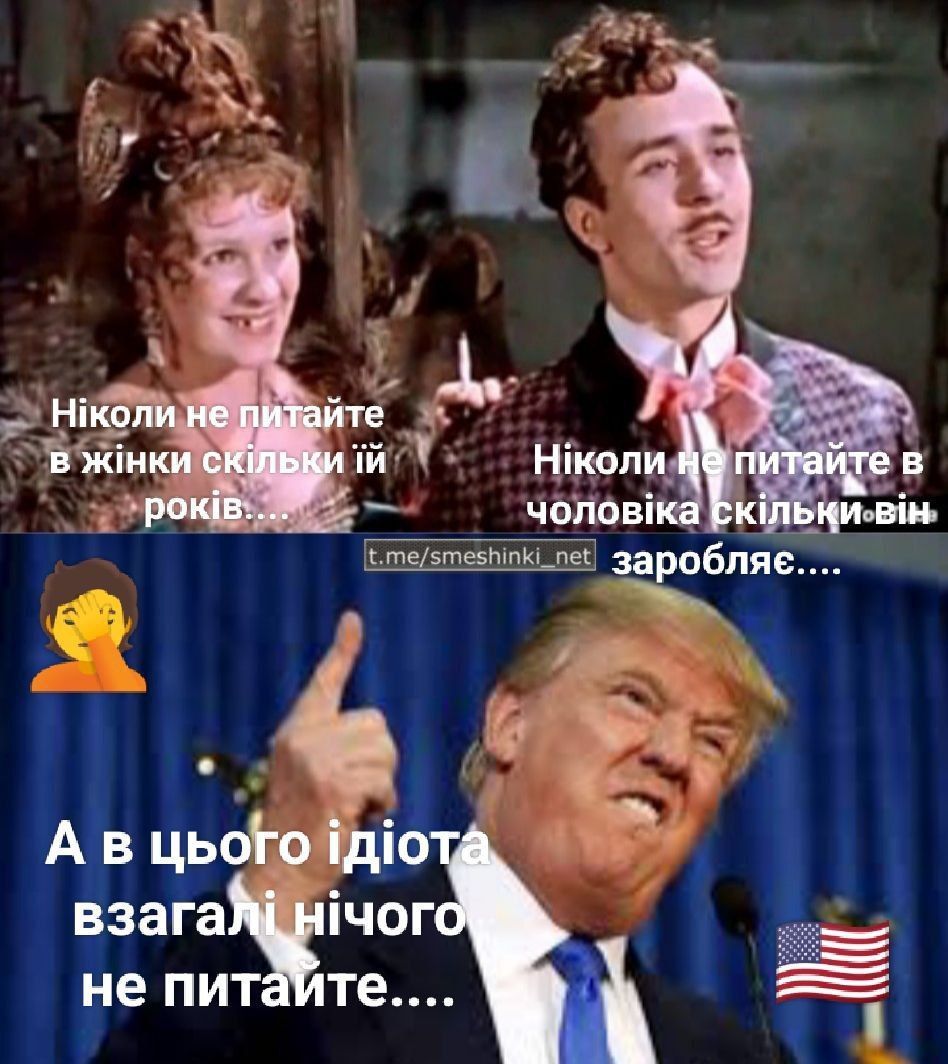 Ніколи не питайте
в жінки скільки їй
років....
Ніколи не питайте в
чоловіка скільки він
заробляє....
t.me/smeshinki_net
А в цього ідіота
взагалі нічого
не питайте....